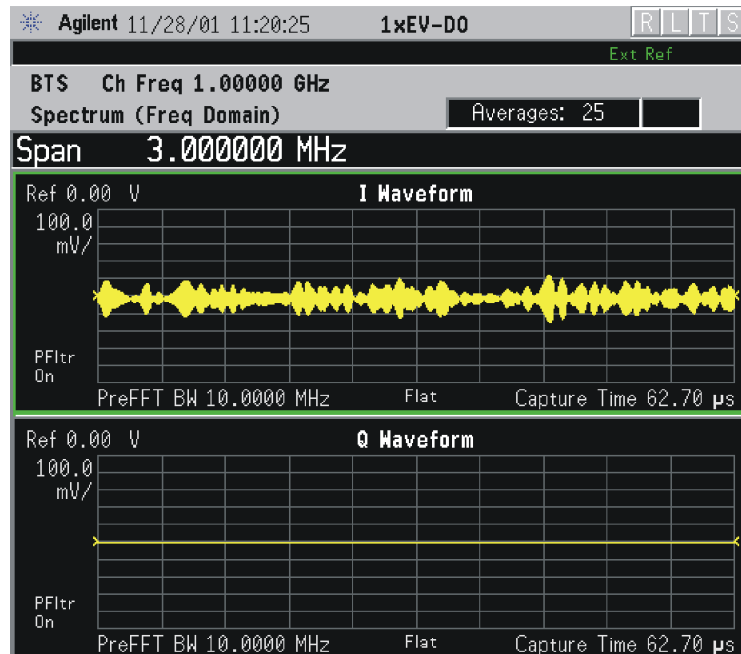 Agilent 11/28/01 11:20:25 1xEV-DO R L T S
Ext Ref
BTS Ch Freq 1.00000 GHz
Spectrum (Freq Domain) Averages: 25
Span 3.000000 MHz
Ref 0.00 V I Waveform
100.0
mV/
PFltr
On
PreFFT BW 10.0000 MHz Flat Capture Time 62.70 µs
Ref 0.00 V Q Waveform
100.0
mV/
PFltr
On
PreFFT BW 10.0000 MHz Flat Capture Time 62.70 µs